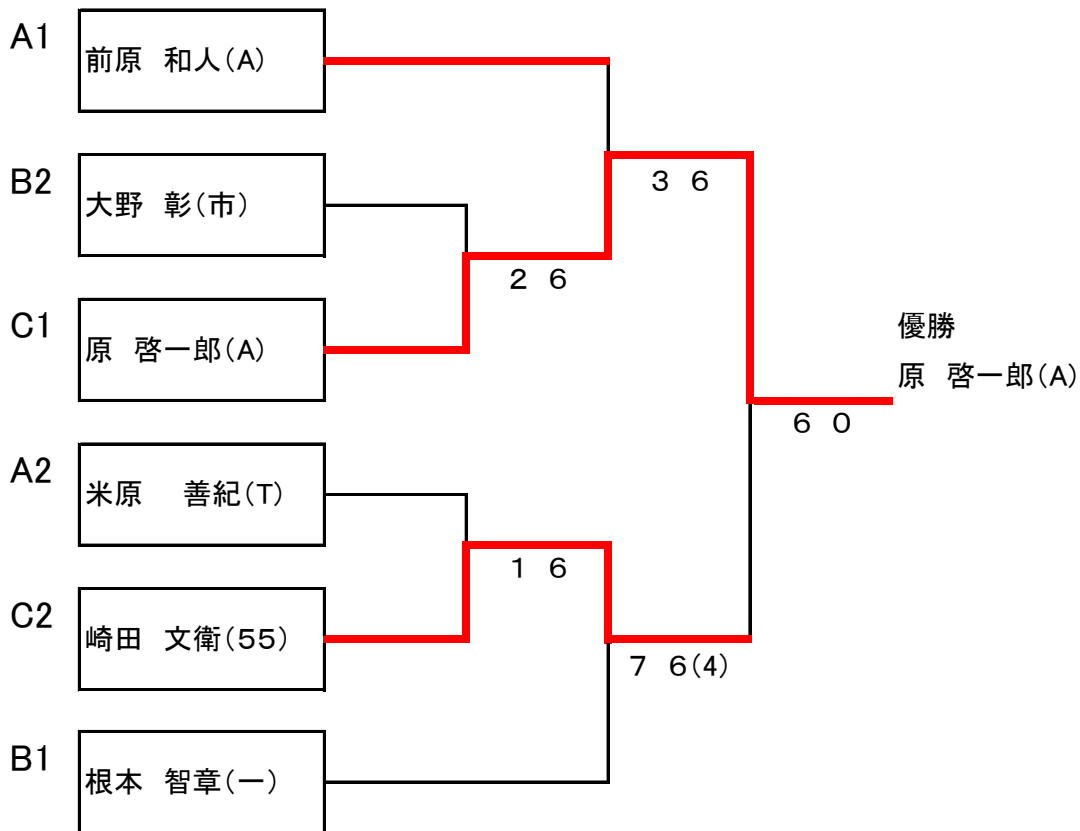 A1
前原　和人(A)
B2
大野　彰(市)
３ ６
２ ６
C1
原　啓一郎(A)
優勝
原　啓一郎(A)
６ ０
A2
米原　善紀(T)
１ ６
C2
崎田　文衛(55)
７ ６(4)
B1
根本　智章(一)